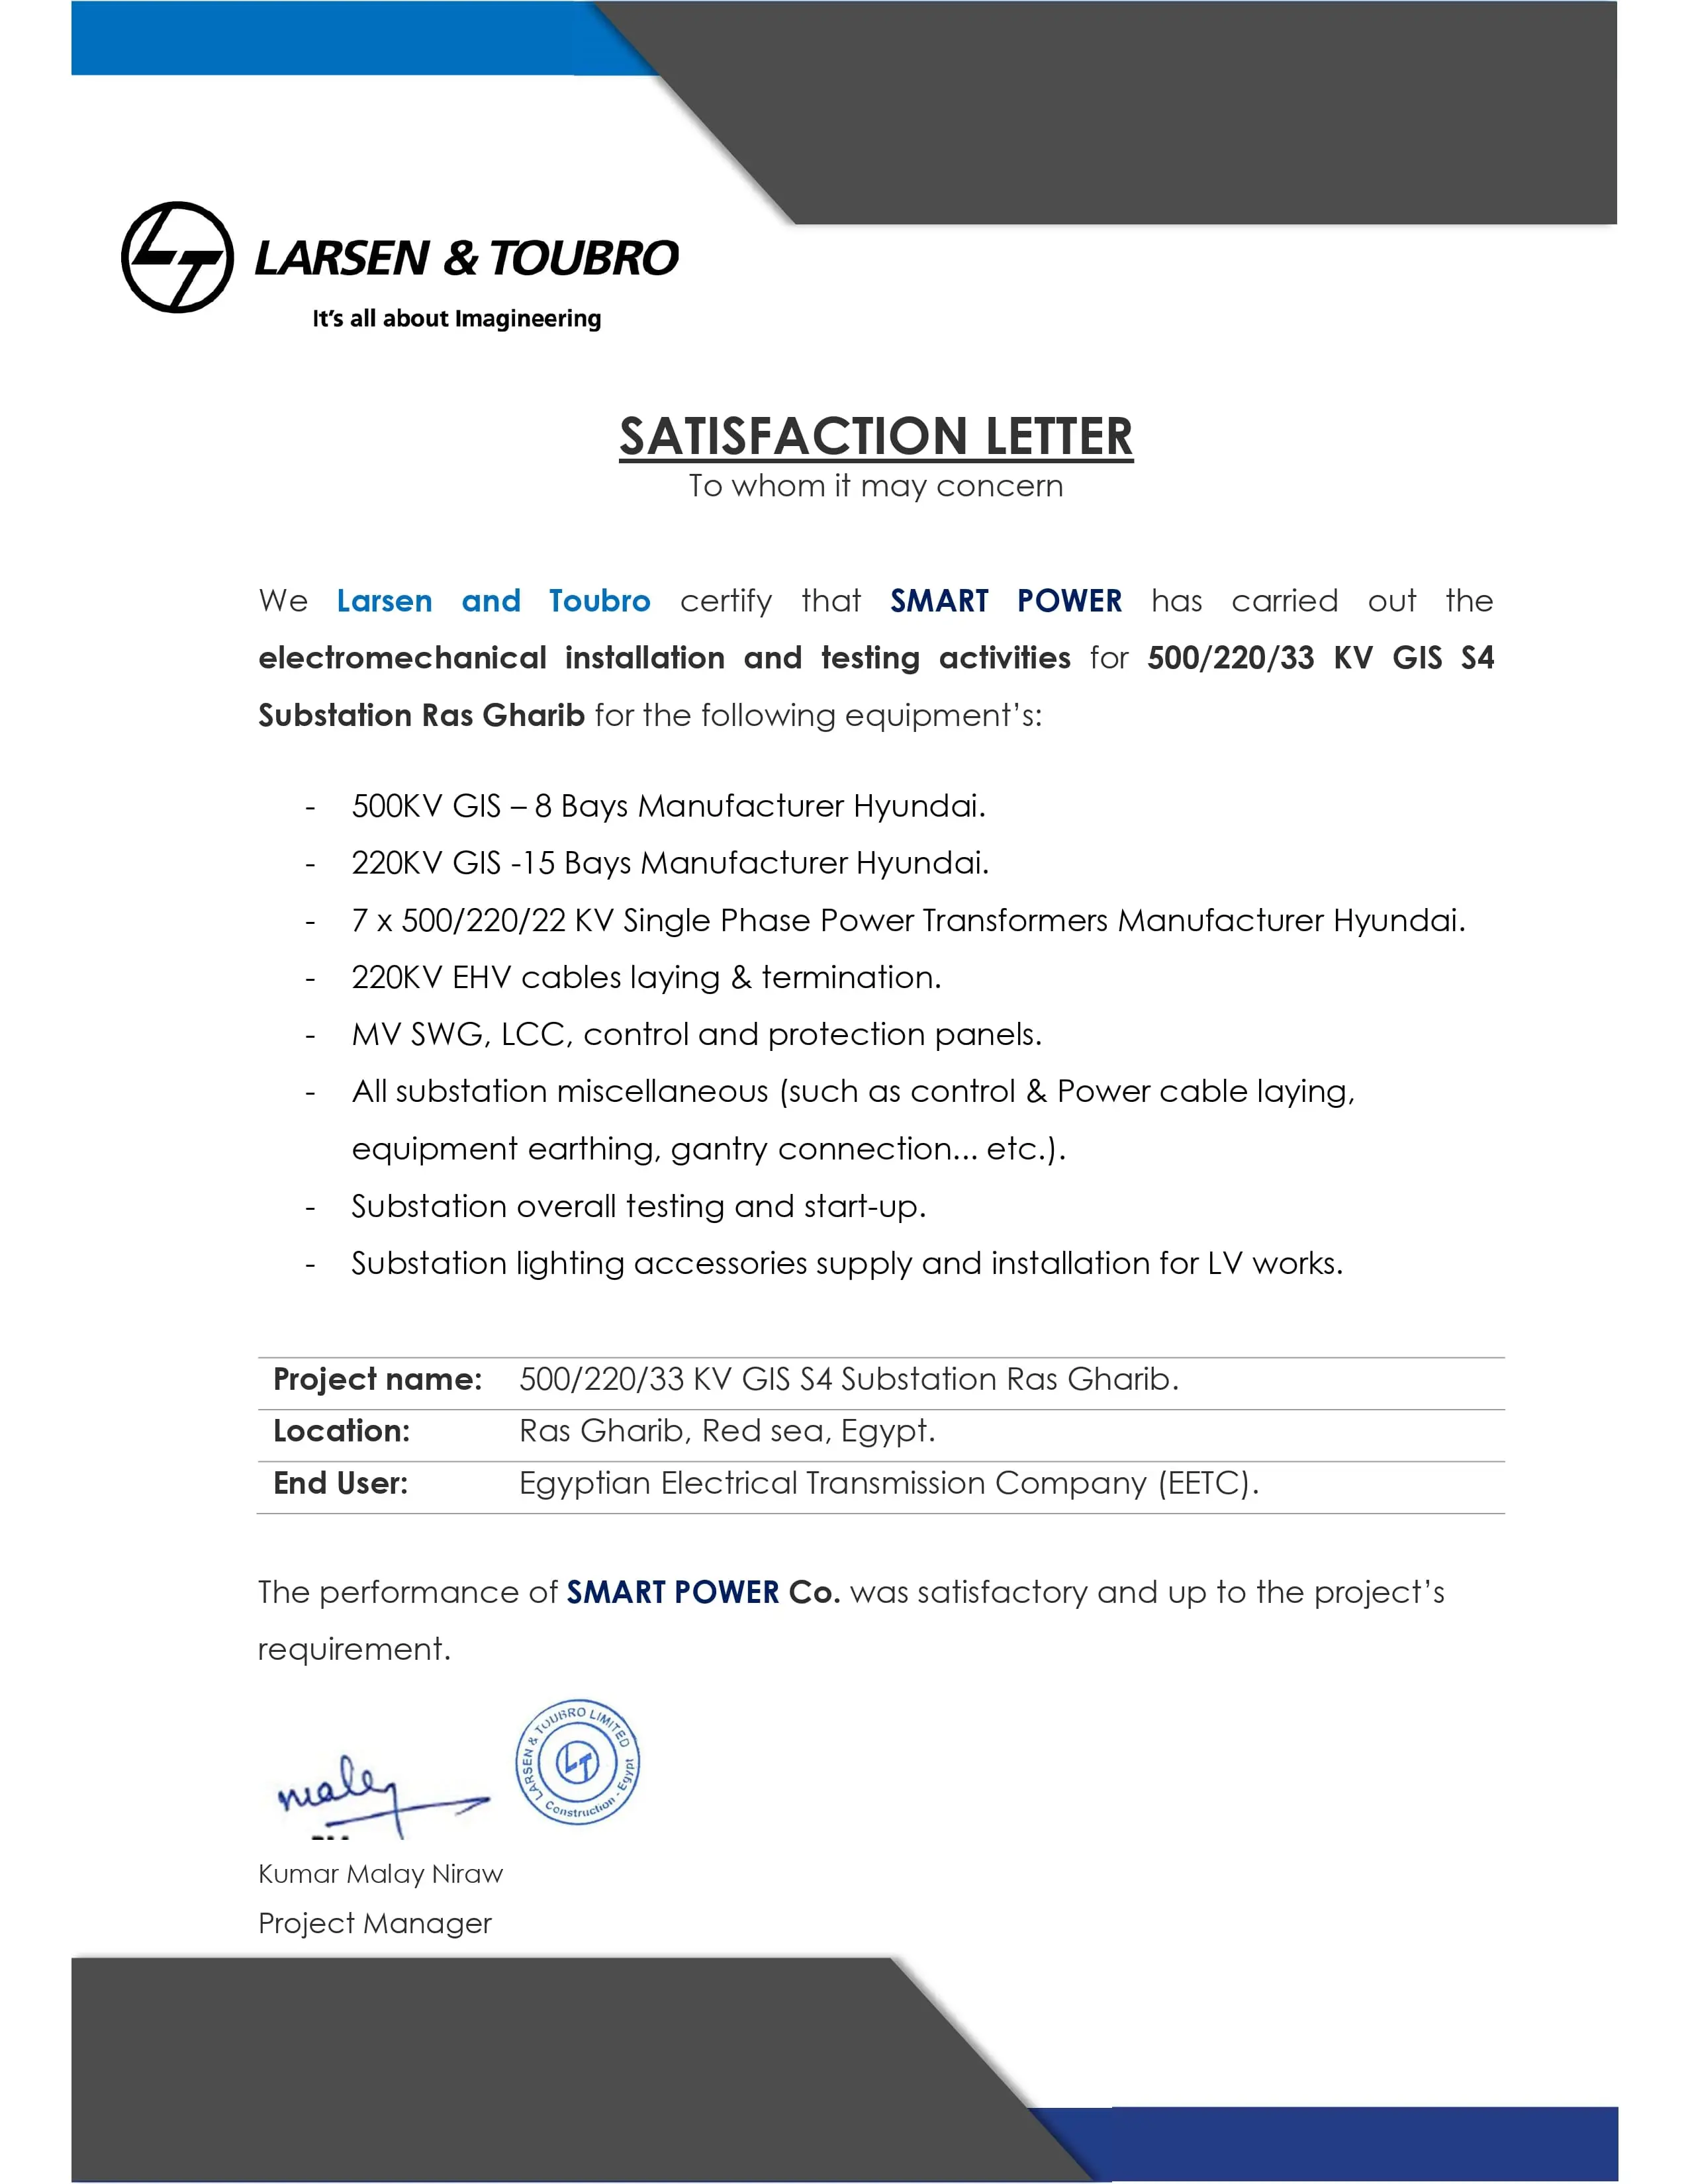 LT
LARSEN & TOUBRO
It's all about Imagineering
SATISFACTION LETTER
To whom it may concern
We Larsen and Toubro certify that SMART POWER has carried out the
electromechanical installation and testing activities for 500/220/33 KV GIS S4
Substation Ras Gharib for the following equipment's:
- 500KV GIS – 8 Bays Manufacturer Hyundai.
- 220KV GIS -15 Bays Manufacturer Hyundai.
- 7 x 500/220/22 KV Single Phase Power Transformers Manufacturer Hyundai.
- 220KV EHV cables laying & termination.
- MV SWG, LCC, control and protection panels.
- All substation miscellaneous (such as control & Power cable laying,
equipment earthing, gantry connection... etc.).
- Substation overall testing and start-up.
- Substation lighting accessories supply and installation for LV works.
Project name: 500/220/33 KV GIS S4 Substation Ras Gharib.
Location: Ras Gharib, Red sea, Egypt.
End User: Egyptian Electrical Transmission Company (EETC).
The performance of SMART POWER Co. was satisfactory and up to the project's
requirement.
malay
LARSEN & TOUBRO LIMITED
LT
Construction - Egypt
Kumar Malay Niraw
Project Manager